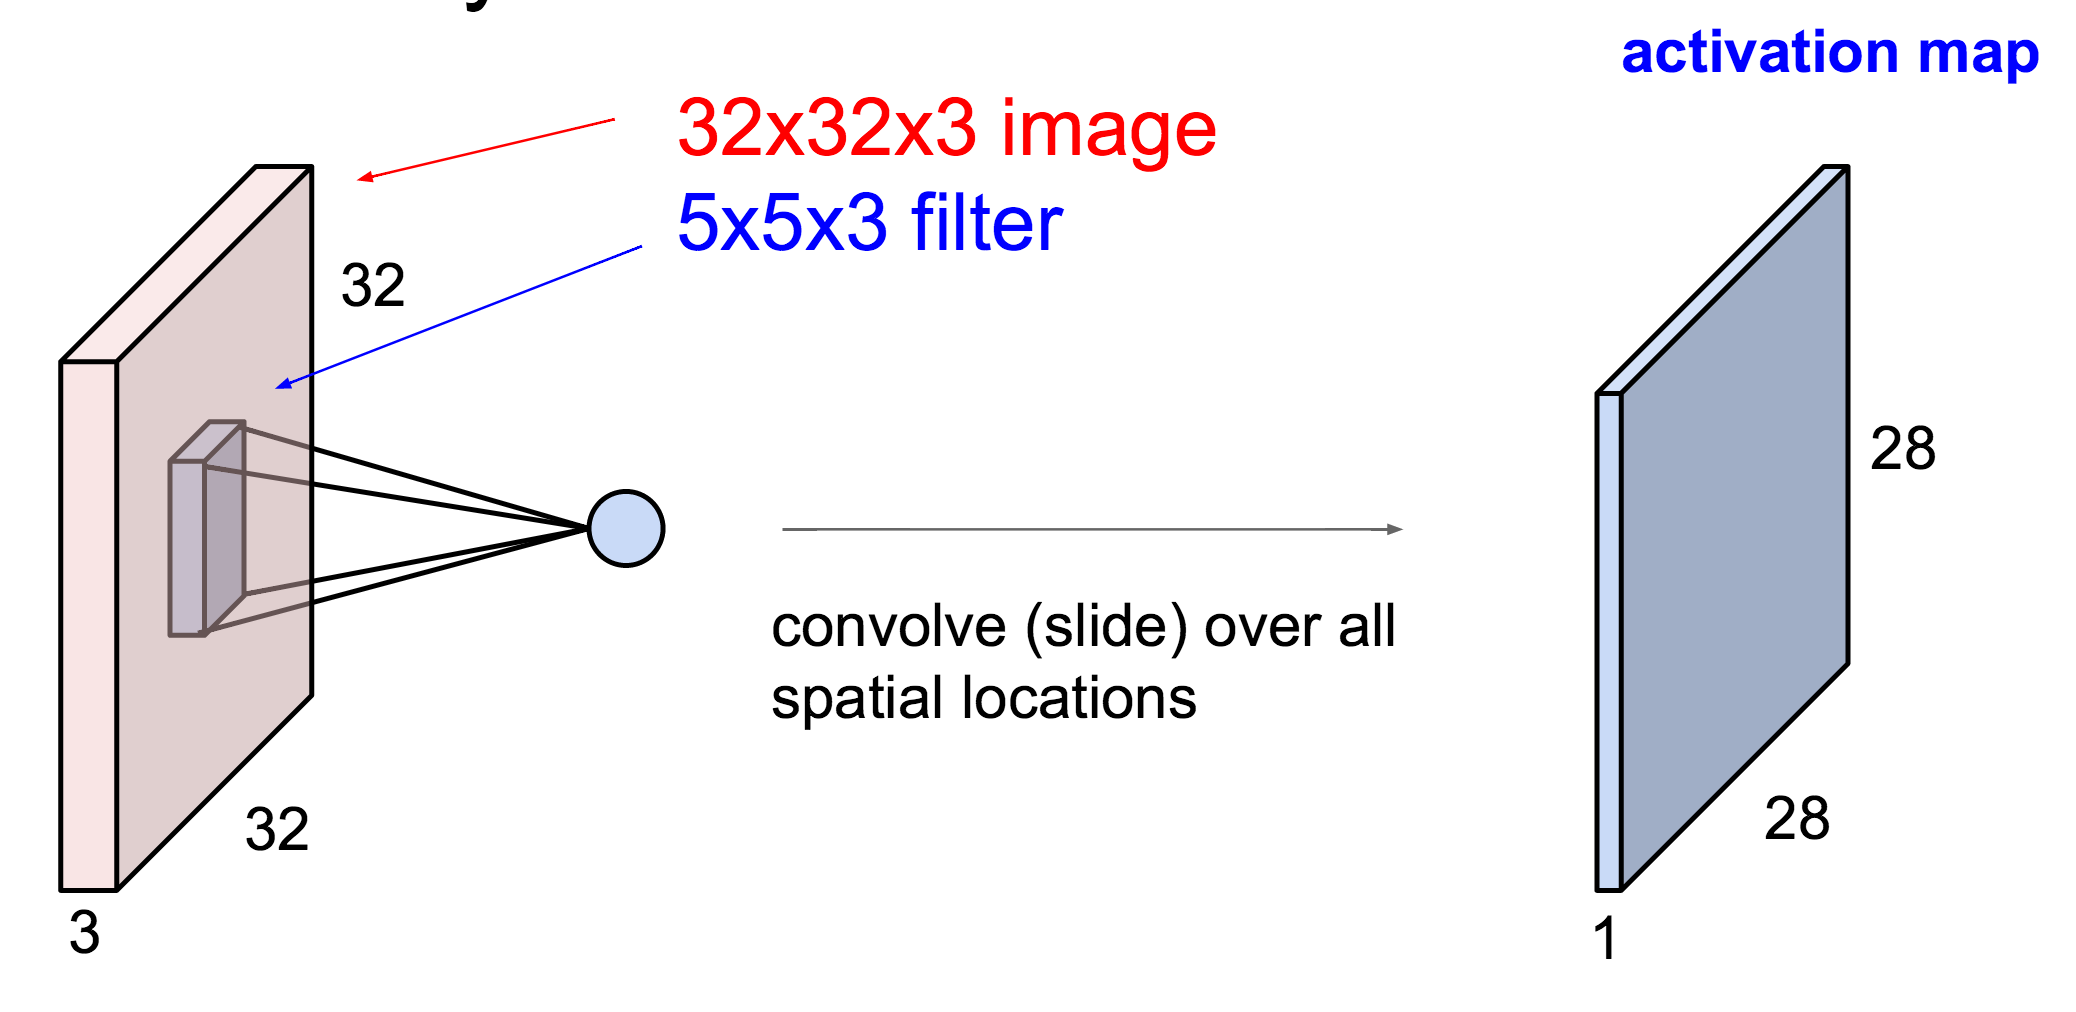 activation map
32x32x3 image
5x5x3 filter
32
28
convolve (slide) over all
spatial locations
32
28
3
1